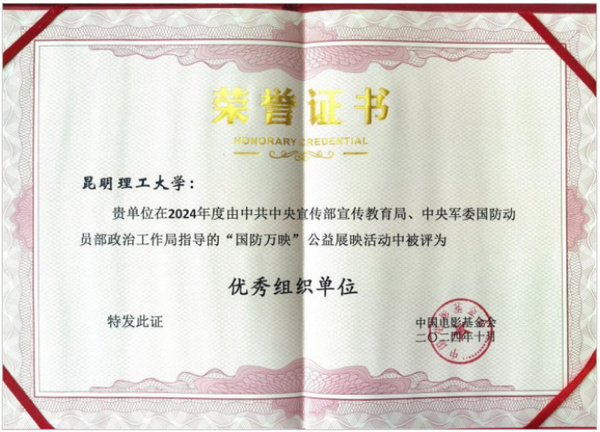 荣誉证书
HONORARY CREDENTIAL
昆明理工大学：
贵单位在2024年度由中共中央宣传部宣传教育局、中央军委国防动
员部政治工作局指导的“国防万映”公益展映活动中被评为
优秀组织单位
特发此证
中国电影基金会
二〇二四年十月